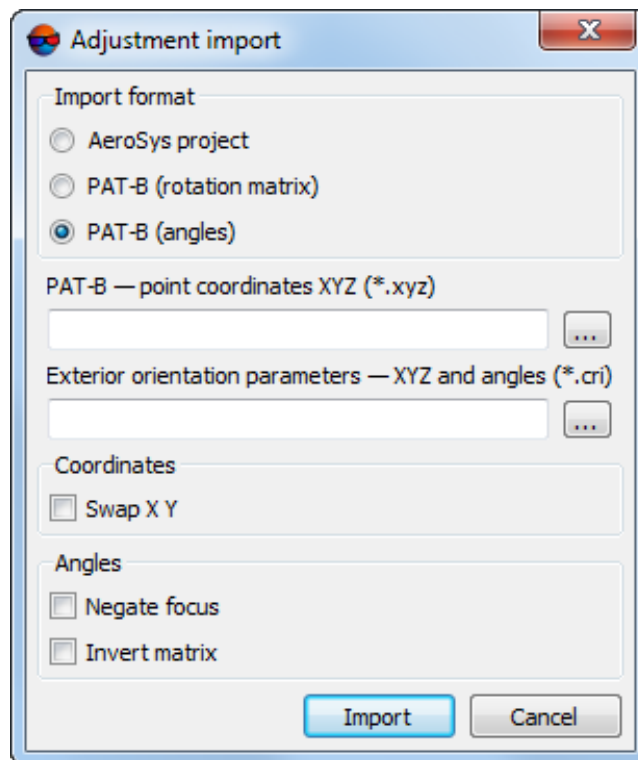 Adjustment import
Import format
AeroSys project
PAT-B (rotation matrix)
PAT-B (angles)
PAT-B — point coordinates XYZ (*.xyz)
...
Exterior orientation parameters — XYZ and angles (*.cri)
...
Coordinates
Swap X Y
Angles
Negate focus
Invert matrix
Import Cancel